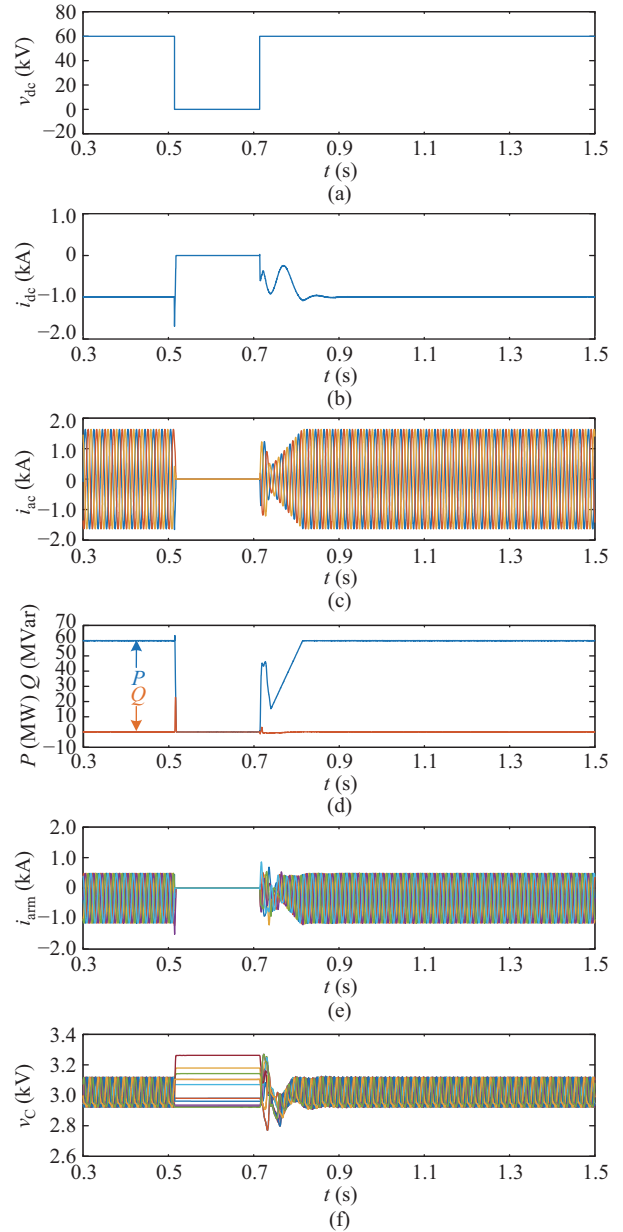 80
60
40
20
0
−20
v_dc (kV)
0.3 0.5 0.7 0.9 1.1 1.3 1.5
t (s)
(a)
1.0
0
−1.0
−2.0
i_dc (kA)
0.3 0.5 0.7 0.9 1.1 1.3 1.5
t (s)
(b)
2.0
1.0
0
−1.0
−2.0
i_ac (kA)
0.3 0.5 0.7 0.9 1.1 1.3 1.5
t (s)
(c)
70
60
50
40
30
20
10
0
−10
P (MW) Q (MVar)
P
Q
0.3 0.5 0.7 0.9 1.1 1.3 1.5
t (s)
(d)
2.0
1.0
0
−1.0
−2.0
i_arm (kA)
0.3 0.5 0.7 0.9 1.1 1.3 1.5
t (s)
(e)
3.4
3.2
3.0
2.8
2.6
v_C (kV)
0.3 0.5 0.7 0.9 1.1 1.3 1.5
t (s)
(f)